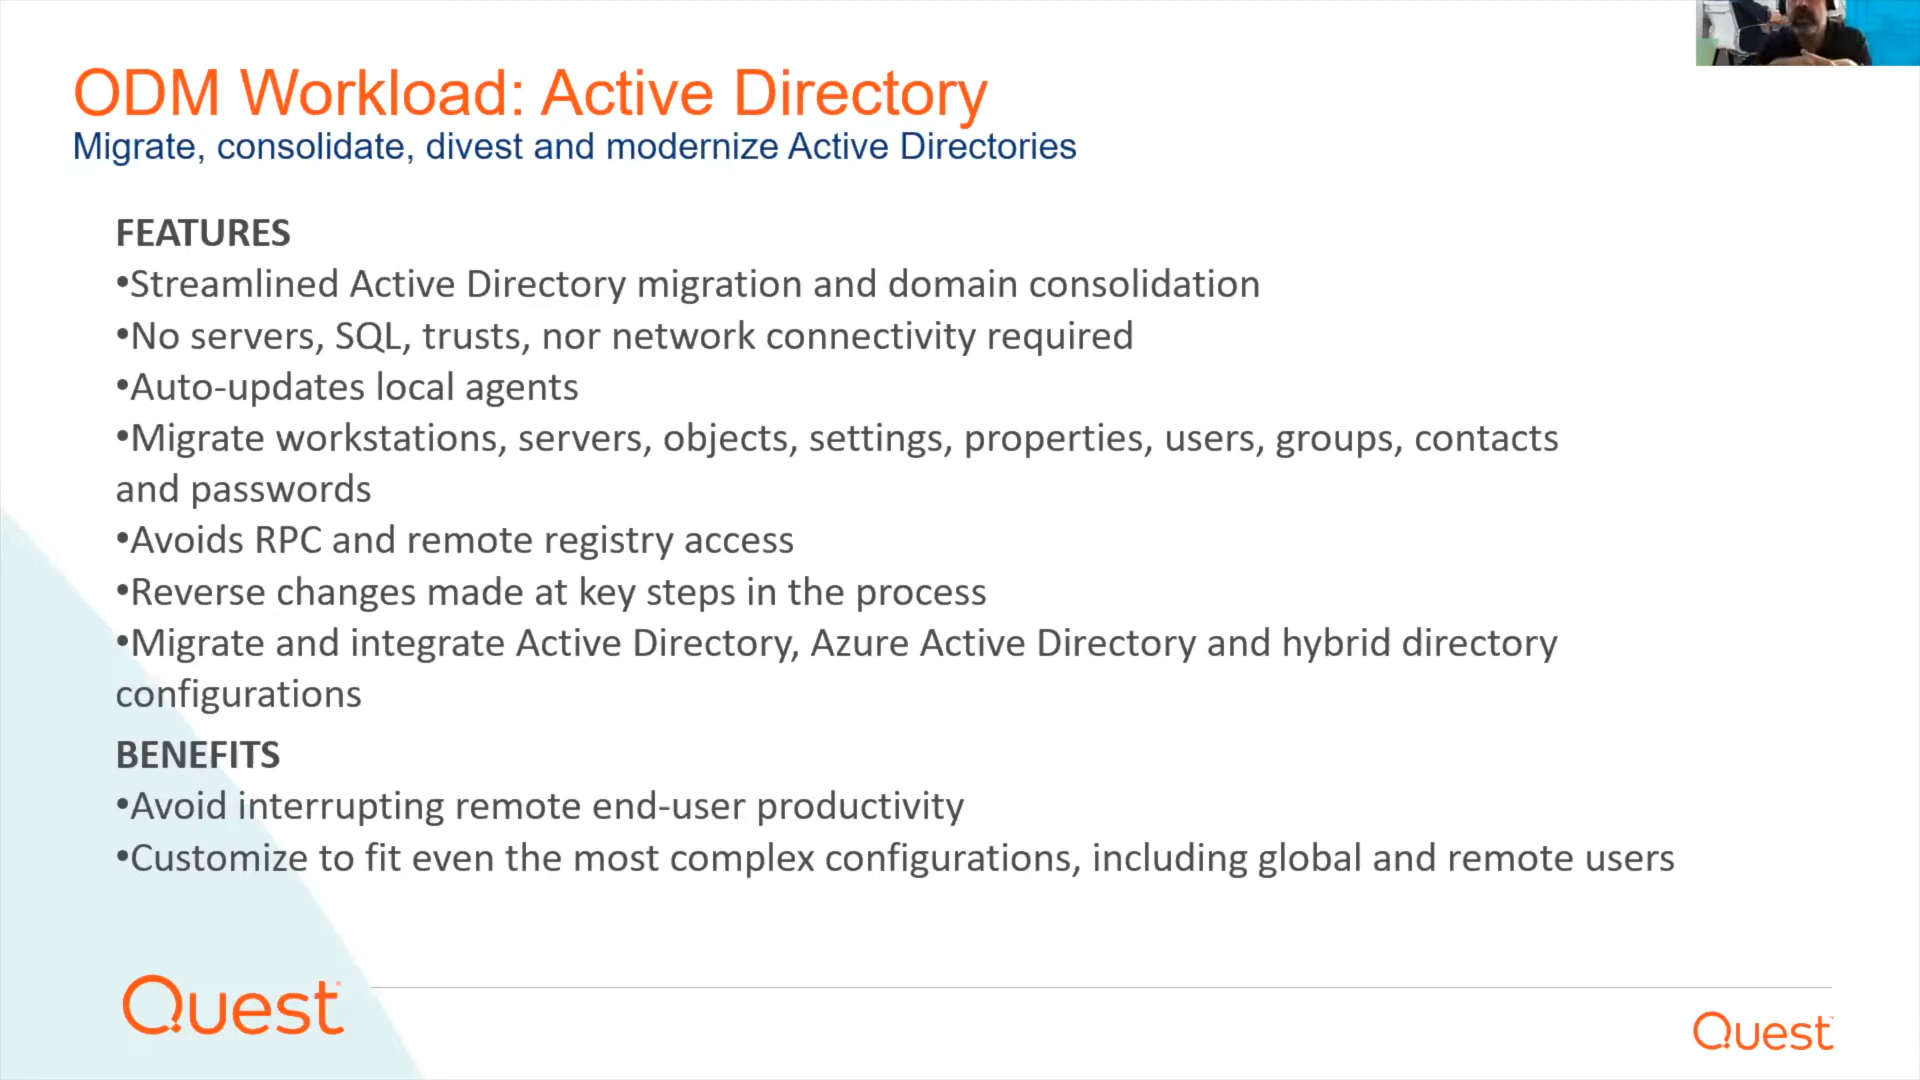 ODM Workload: Active Directory
Migrate, consolidate, divest and modernize Active Directories
FEATURES
•Streamlined Active Directory migration and domain consolidation
•No servers, SQL, trusts, nor network connectivity required
•Auto-updates local agents
•Migrate workstations, servers, objects, settings, properties, users, groups, contacts
and passwords
•Avoids RPC and remote registry access
•Reverse changes made at key steps in the process
•Migrate and integrate Active Directory, Azure Active Directory and hybrid directory
configurations
BENEFITS
•Avoid interrupting remote end-user productivity
•Customize to fit even the most complex configurations, including global and remote users
Quest
Quest